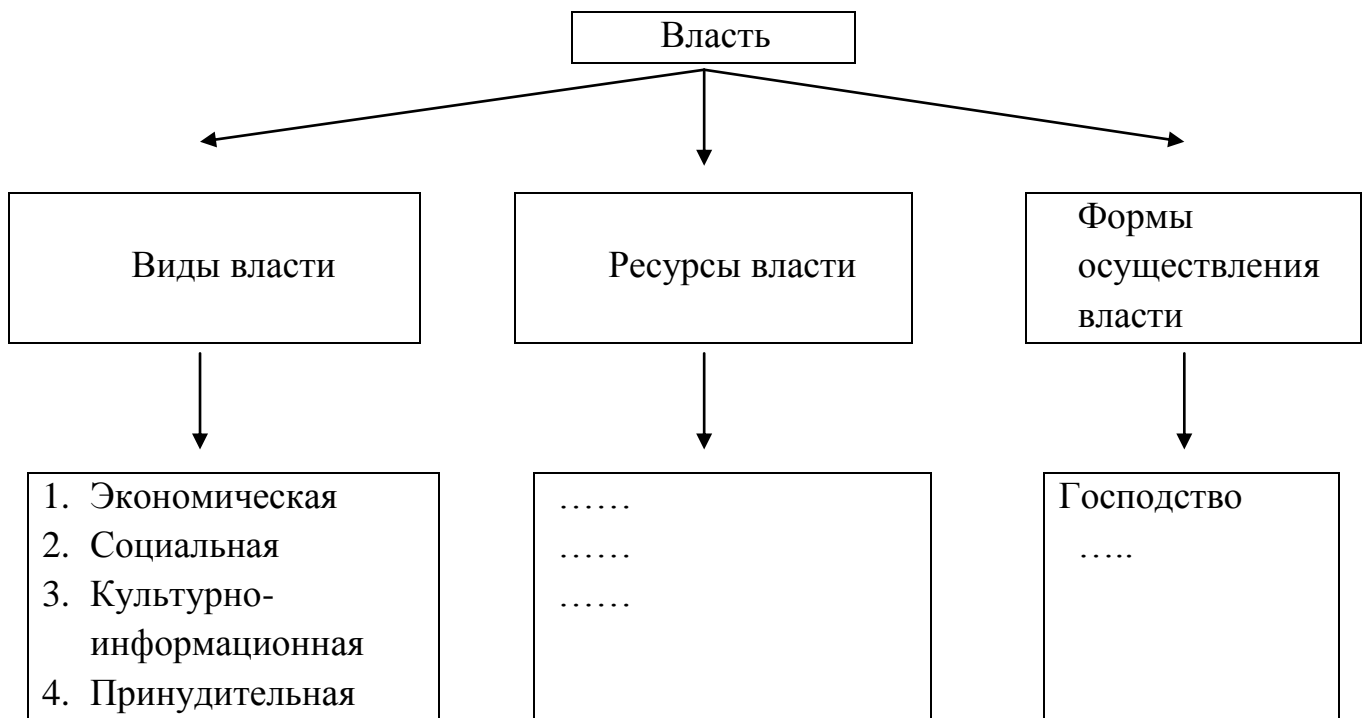 Власть
Виды власти
Ресурсы власти
Формы
осуществления
власти
1. Экономическая
2. Социальная
3. Культурно-
информационная
4. Принудительная
……
……
……
Господство
…..